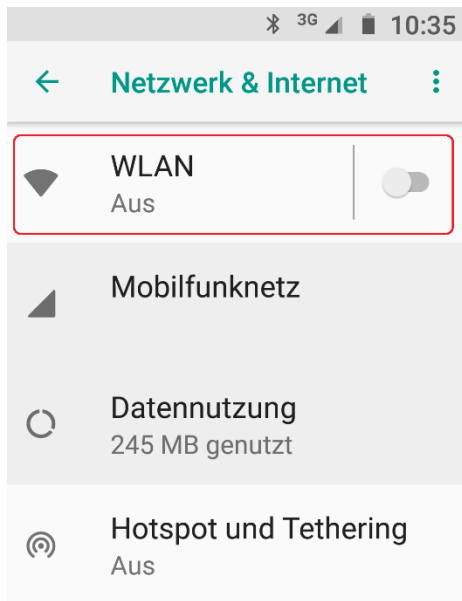 3G 10:35
Netzwerk & Internet
WLAN
Aus
Mobilfunknetz
Datennutzung
245 MB genutzt
Hotspot und Tethering
Aus